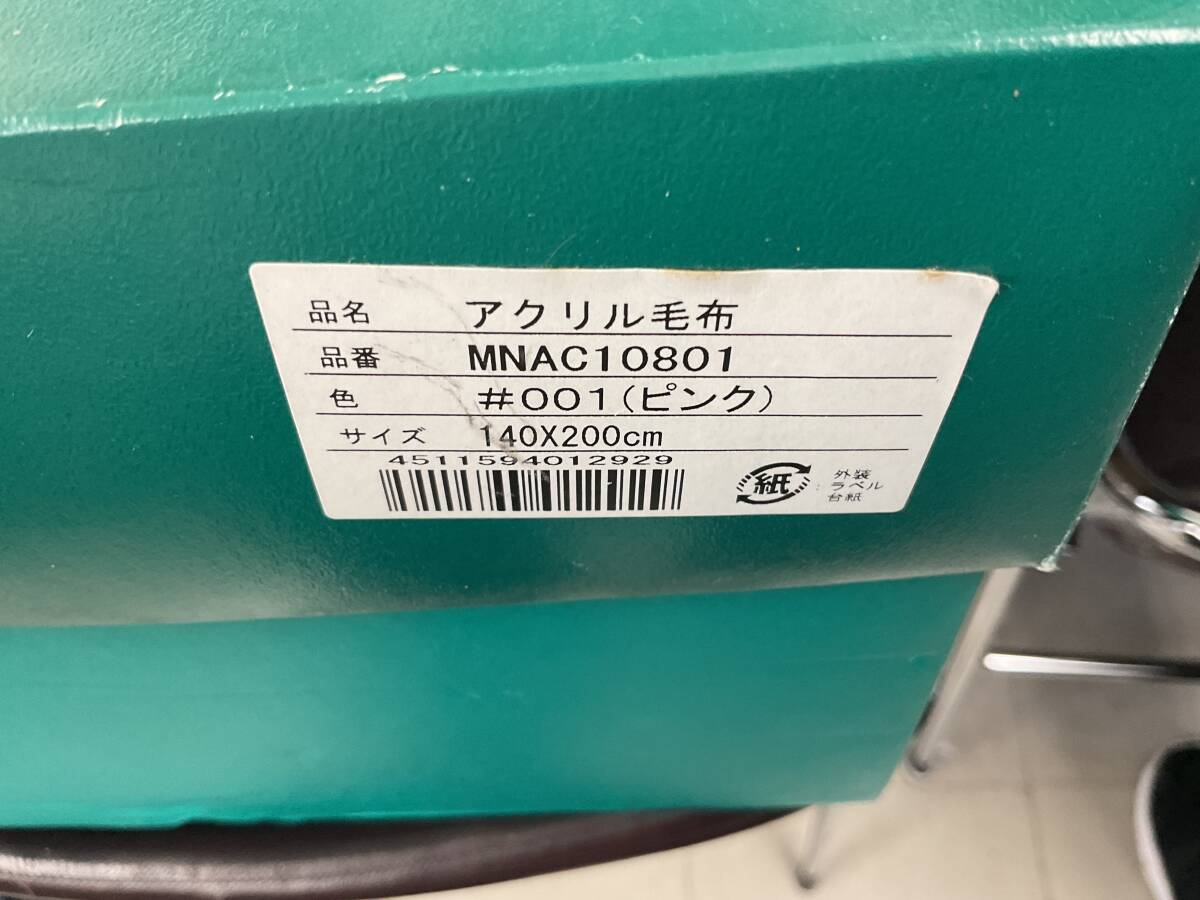 品名 アクリル毛布
品番 MNAC10801
色 #001(ピンク)
サイズ 140X200cm
4511594012929
紙
外装
:ラベル
台紙